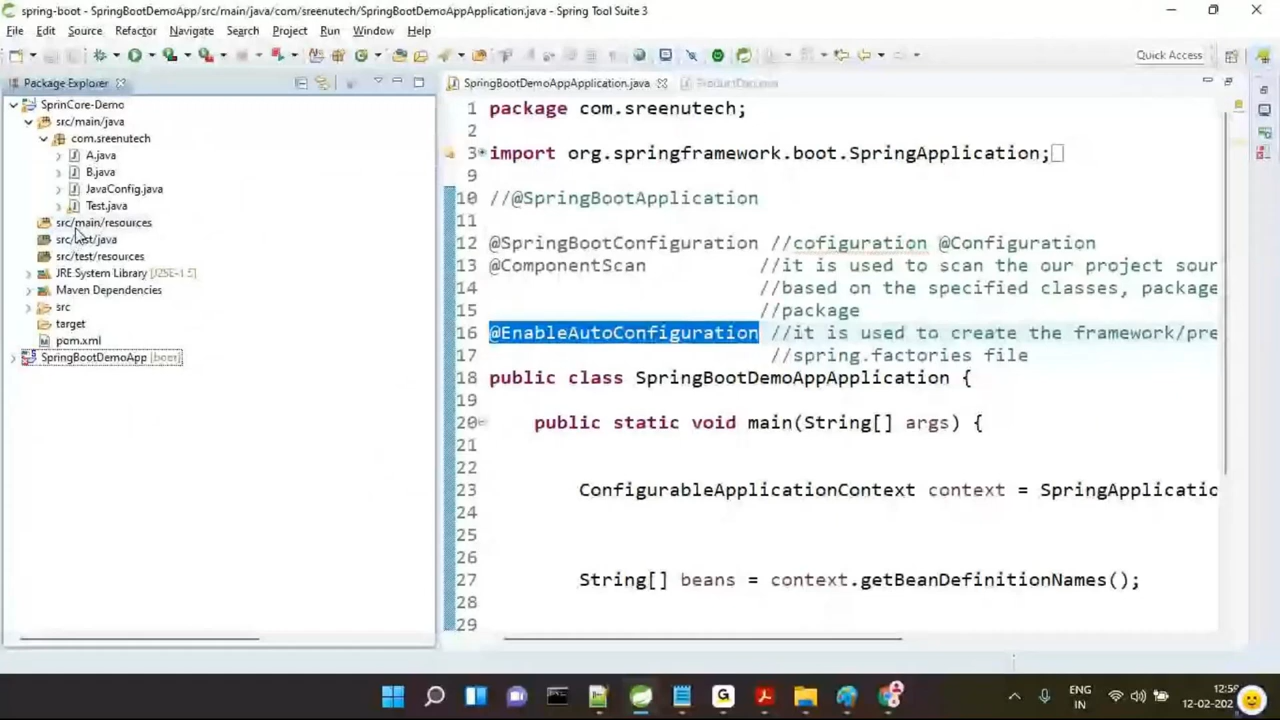 spring-boot - SpringBootDemoApp/src/main/java/com/sreenutech/SpringBootDemoAppApplication.java - Spring Tool Suite 3
File Edit Source Refactor Navigate Search Project Run Window Help
Quick Access
Package Explorer
SpringBootDemoAppApplication.java
ProductDao.java
SprinCore-Demo
src/main/java
com.sreenutech
A.java
B.java
JavaConfig.java
Test.java
src/main/resources
src/test/java
src/test/resources
JRE System Library [J2SE-1.5]
Maven Dependencies
src
target
pom.xml
SpringBootDemoApp [boot]
1 package com.sreenutech;
2
3 import org.springframework.boot.SpringApplication;
9
10 //@SpringBootApplication
12 @SpringBootConfiguration //cofiguration @Configuration
13 @ComponentScan //it is used to scan the our project sour
14 //based on the specified classes, package
15 //package
16 @EnableAutoConfiguration //it is used to create the framework/pre
17 //spring.factories file
18 public class SpringBootDemoAppApplication {
19
20 public static void main(String[] args) {
21
22
23 ConfigurableApplicationContext context = SpringApplicatio
24
25
26
27 String[] beans = context.getBeanDefinitionNames();
28
29
ENG
IN
12:5
12-02-202